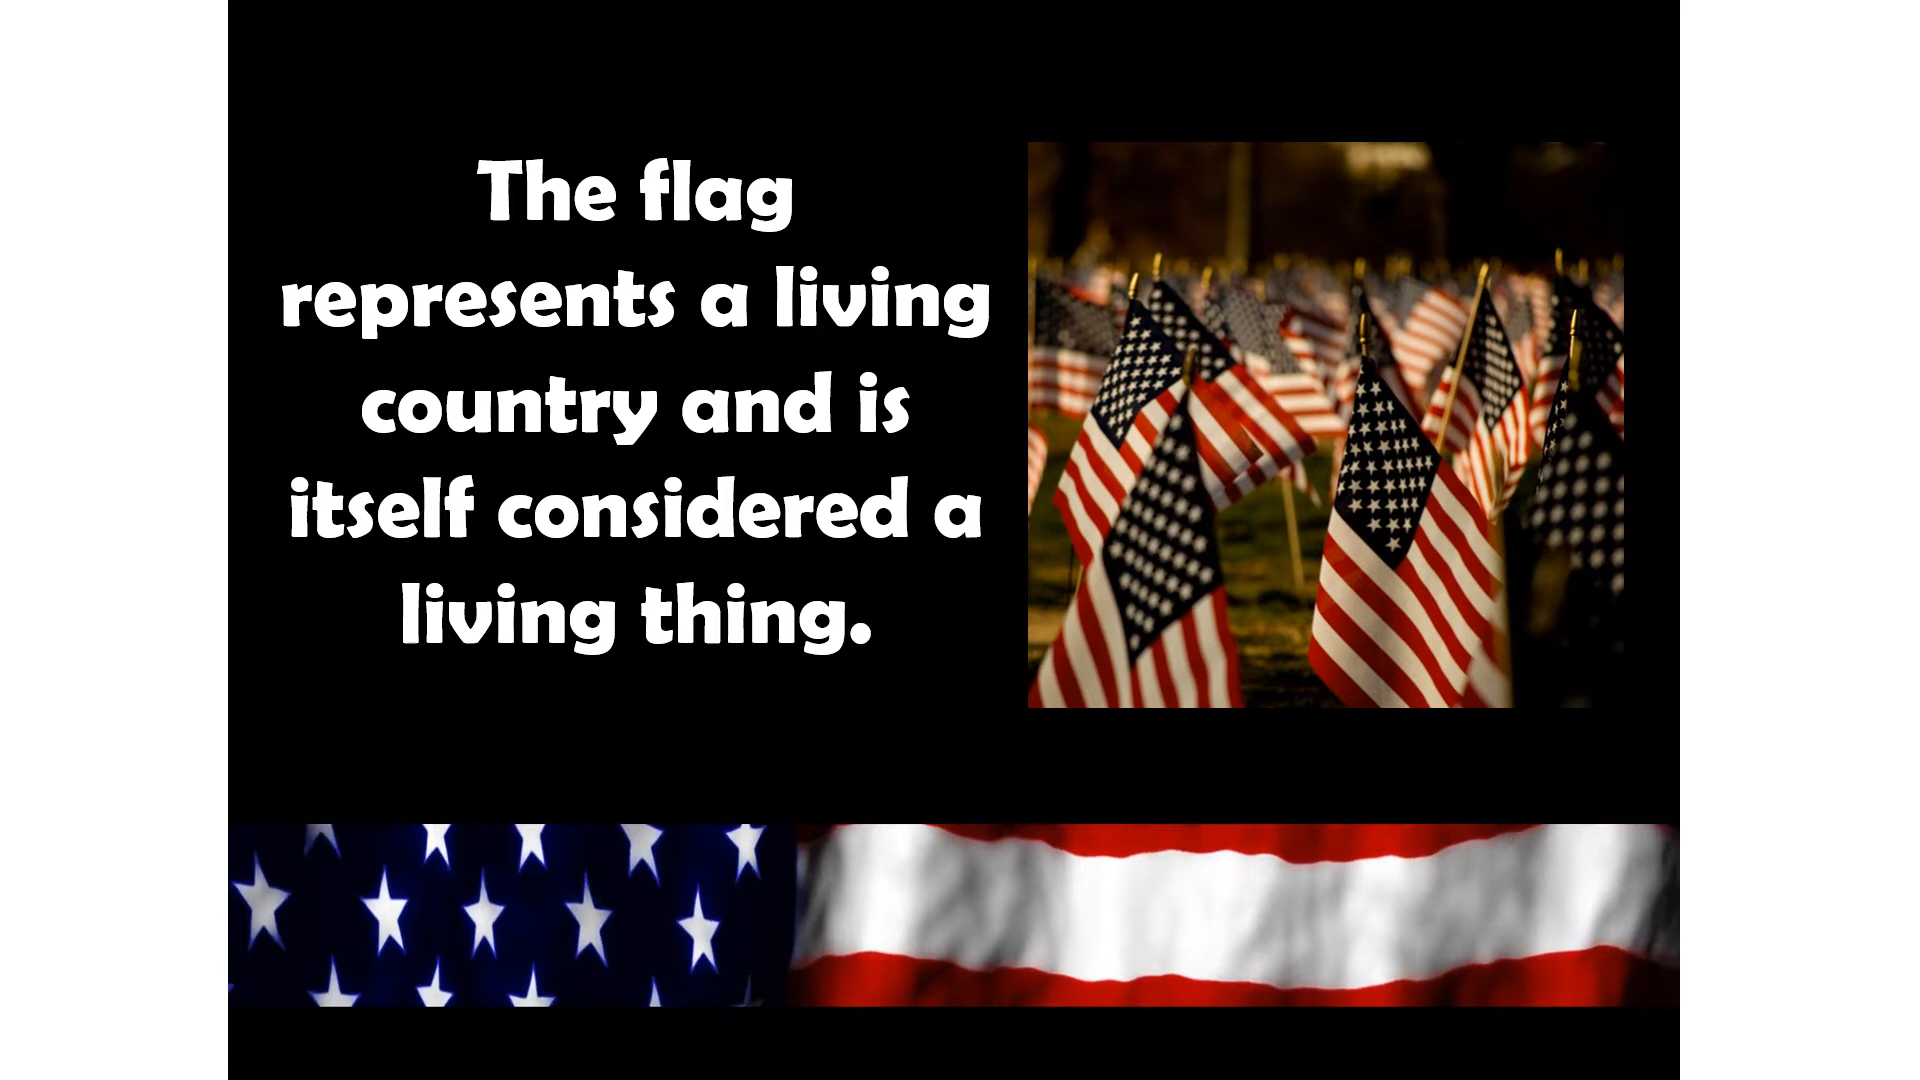 The flag
represents a living
country and is
itself considered a
living thing.